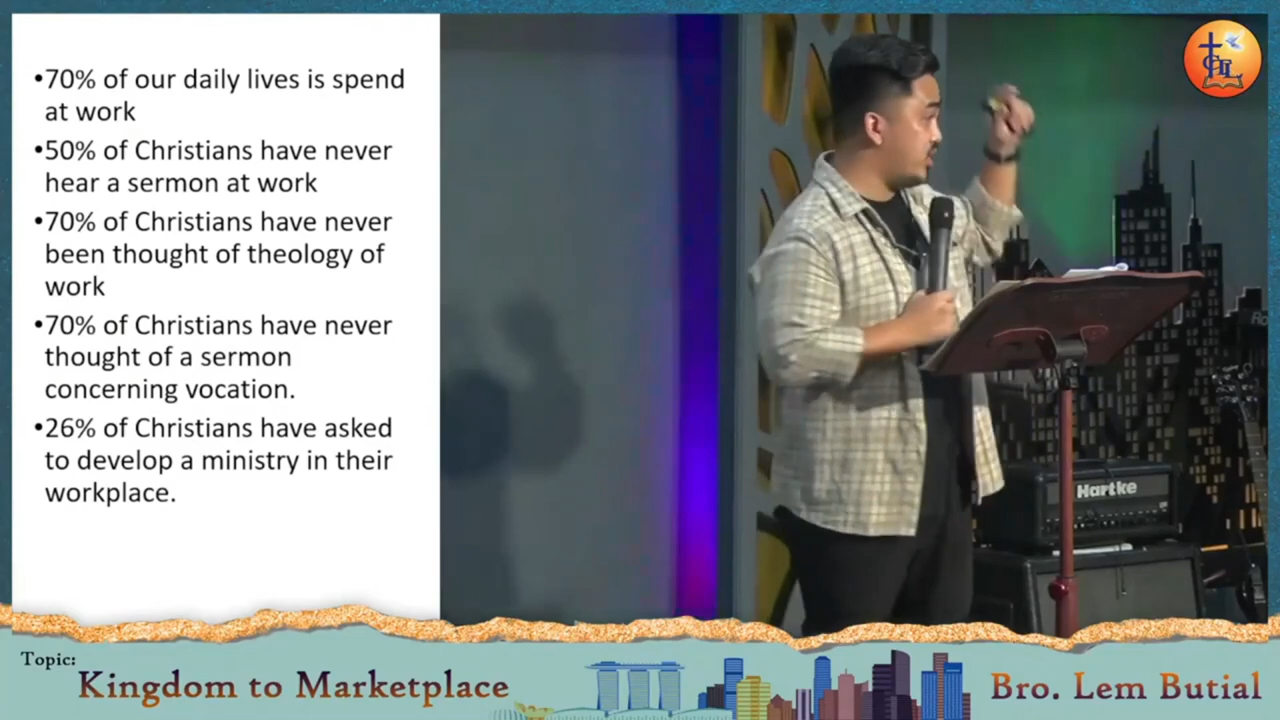 •70% of our daily lives is spend
at work
•50% of Christians have never
hear a sermon at work
•70% of Christians have never
been thought of theology of
work
•70% of Christians have never
thought of a sermon
concerning vocation.
•26% of Christians have asked
to develop a ministry in their
workplace.
Hartke
Topic:
Kingdom to Marketplace
Bro. Lem Butial